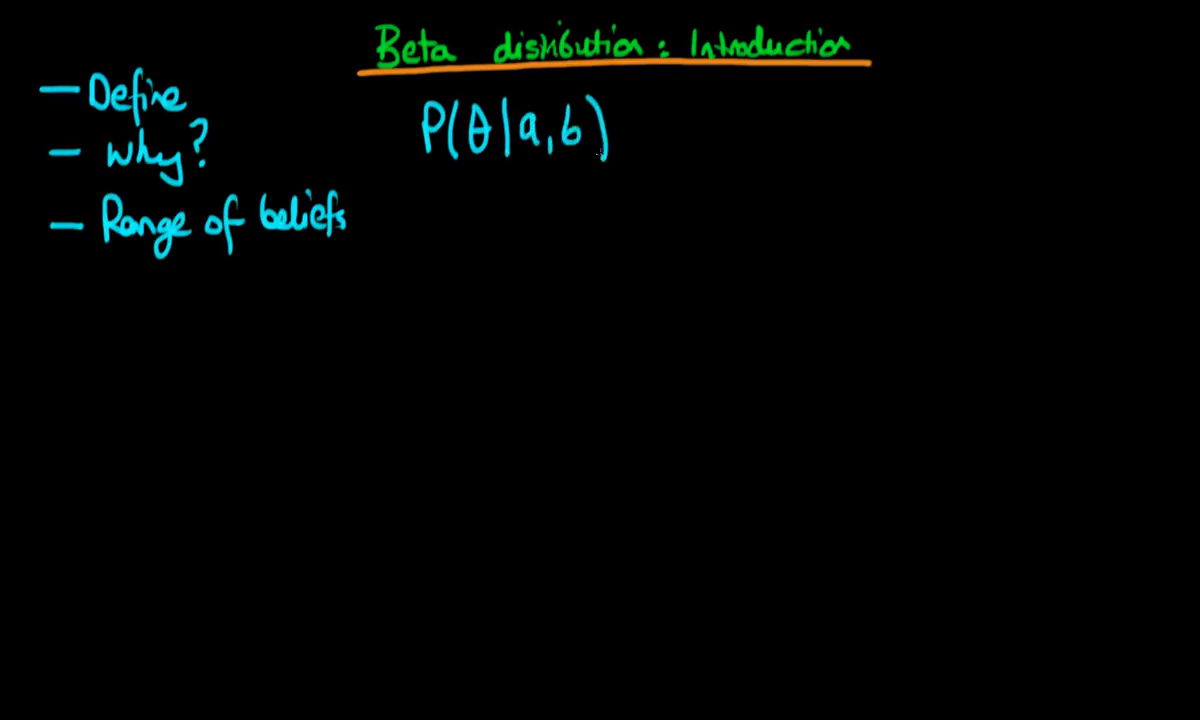 Beta distribution: Introduction
- Define
- Why?
- Range of beliefs
P(θ|a,b)